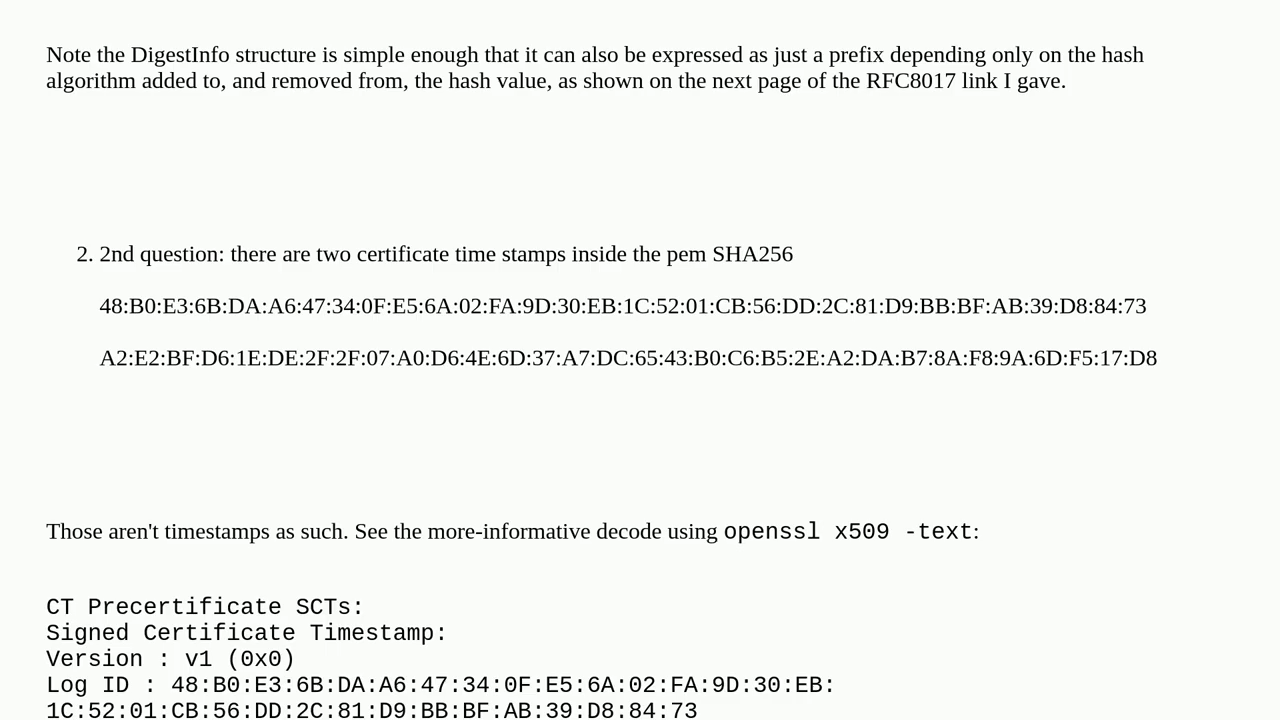 Note the DigestInfo structure is simple enough that it can also be expressed as just a prefix depending only on the hash
algorithm added to, and removed from, the hash value, as shown on the next page of the RFC8017 link I gave.
2. 2nd question: there are two certificate time stamps inside the pem SHA256
48:B0:E3:6B:DA:A6:47:34:0F:E5:6A:02:FA:9D:30:EB:1C:52:01:CB:56:DD:2C:81:D9:BB:BF:AB:39:D8:84:73
A2:E2:BF:D6:1E:DE:2F:2F:07:A0:D6:4E:6D:37:A7:DC:65:43:B0:C6:B5:2E:A2:DA:B7:8A:F8:9A:6D:F5:17:D8
Those aren't timestamps as such. See the more-informative decode using openssl x509 -text:
CT Precertificate SCTs:
Signed Certificate Timestamp:
Version : v1 (0x0)
Log ID : 48:B0:E3:6B:DA:A6:47:34:0F:E5:6A:02:FA:9D:30:EB:
1C:52:01:CB:56:DD:2C:81:D9:BB:BF:AB:39:D8:84:73